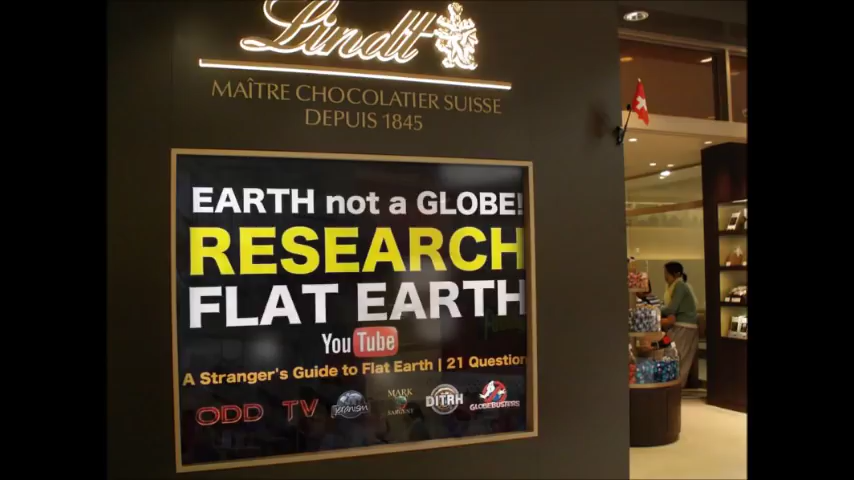 Lindt
MAÎTRE CHOCOLATIER SUISSE
DEPUIS 1845
EARTH not a GLOBE!
RESEARCH
FLAT EARTH
YouTube
A Stranger's Guide to Flat Earth | 21 Question
ODD TV jeranism MARK SARGENT DITRH GLOBEBUSTERS